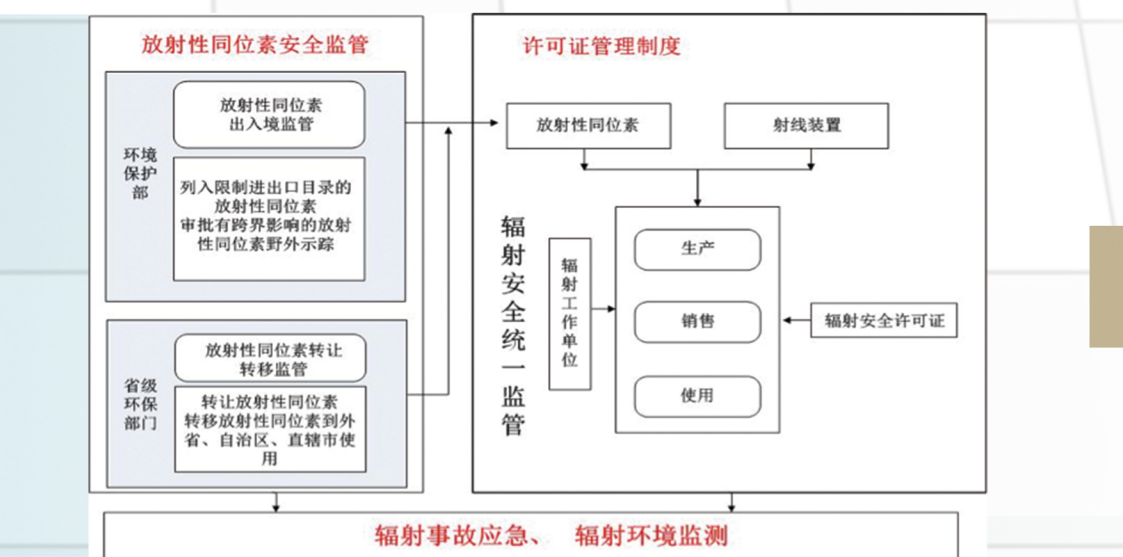 放射性同位素安全监管
环境
保护
部
放射性同位素
出入境监管
列入限制进出口目录的
放射性同位素
审批有跨界影响的放射
性同位素野外示踪
省级
环保
部门
放射性同位素转让
转移监管
转让放射性同位素
转移放射性同位素到外
省、自治区、直辖市使
用
许可证管理制度
放射性同位素
射线装置
辐射安全统一监管
辐射工作单位
生产
销售
使用
辐射安全许可证
辐射事故应急、 辐射环境监测